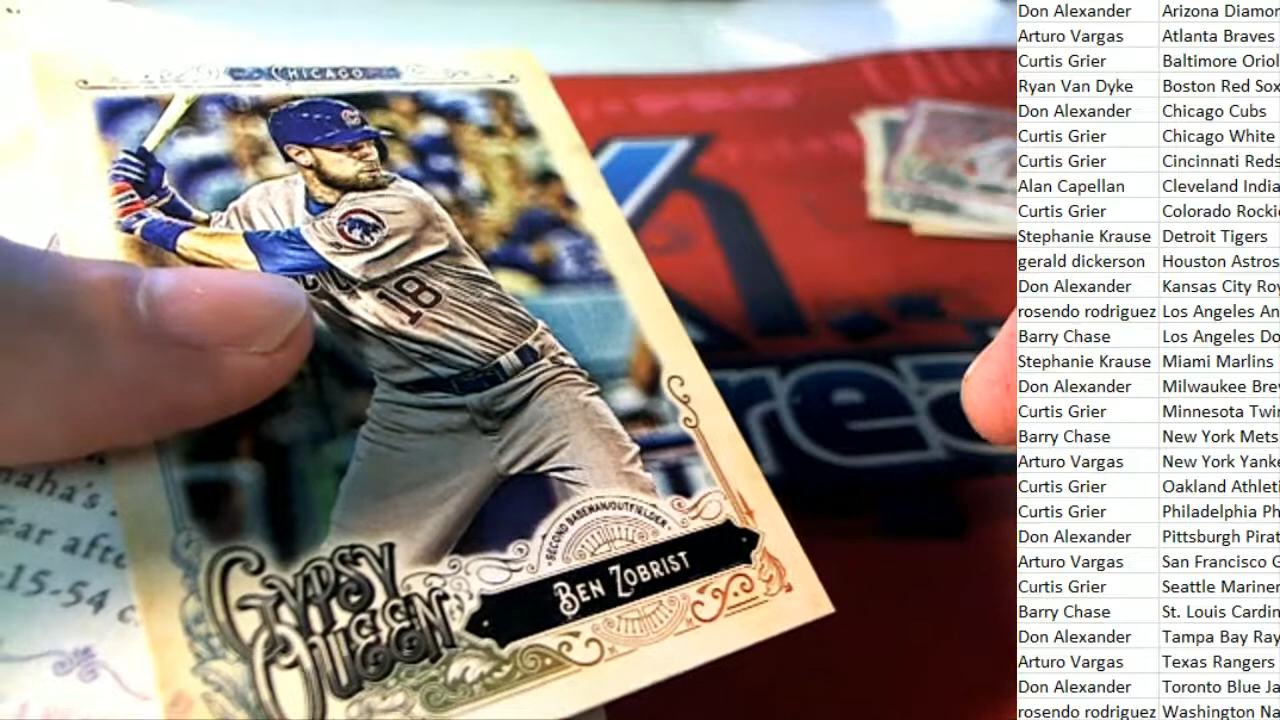 CHICAGO
18
SECOND BASEMAN/OUTFIELDER
BEN ZOBRIST
GYPSY
QUEEN
rea
maha's
Year afte
-15-54
Don Alexander Arizona Diamor
Arturo Vargas Atlanta Braves
Curtis Grier Baltimore Oriol
Ryan Van Dyke Boston Red Sox
Don Alexander Chicago Cubs
Curtis Grier Chicago White
Curtis Grier Cincinnati Reds
Alan Capellan Cleveland India
Curtis Grier Colorado Rocki
Stephanie Krause Detroit Tigers
gerald dickerson Houston Astros
Don Alexander Kansas City Roy
rosendo rodriguez Los Angeles An
Barry Chase Los Angeles Do
Stephanie Krause Miami Marlins
Don Alexander Milwaukee Bre
Curtis Grier Minnesota Twi
Barry Chase New York Mets
Arturo Vargas New York Yanke
Curtis Grier Oakland Athleti
Curtis Grier Philadelphia Ph
Don Alexander Pittsburgh Pirat
Arturo Vargas San Francisco G
Curtis Grier Seattle Mariner
Barry Chase St. Louis Cardin
Don Alexander Tampa Bay Ray
Arturo Vargas Texas Rangers
Don Alexander Toronto Blue Ja
rosendo rodriguez Washington Na